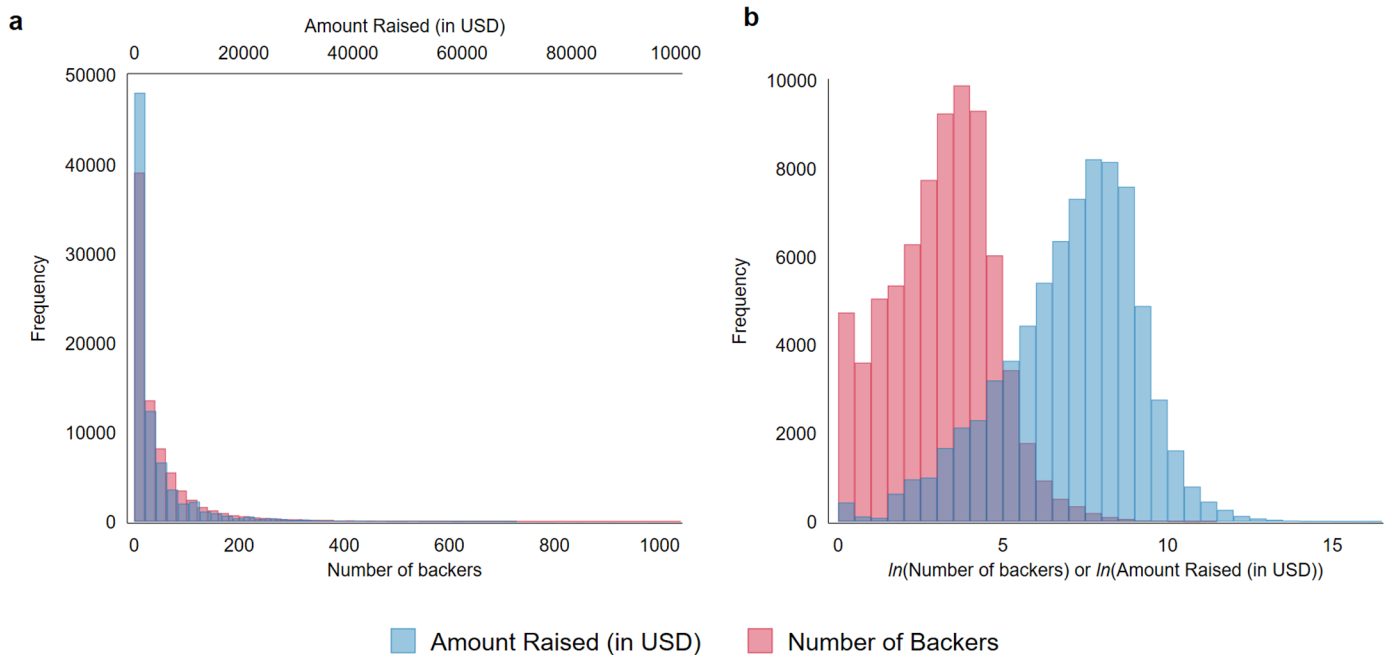 a
Amount Raised (in USD)
0 20000 40000 60000 80000 10000
50000
40000
30000
20000
10000
0
Frequency
0 200 400 600 800 1000
Number of backers
b
10000
8000
6000
4000
2000
0
Frequency
0 5 10 15
ln(Number of backers) or ln(Amount Raised (in USD))
Amount Raised (in USD) Number of Backers